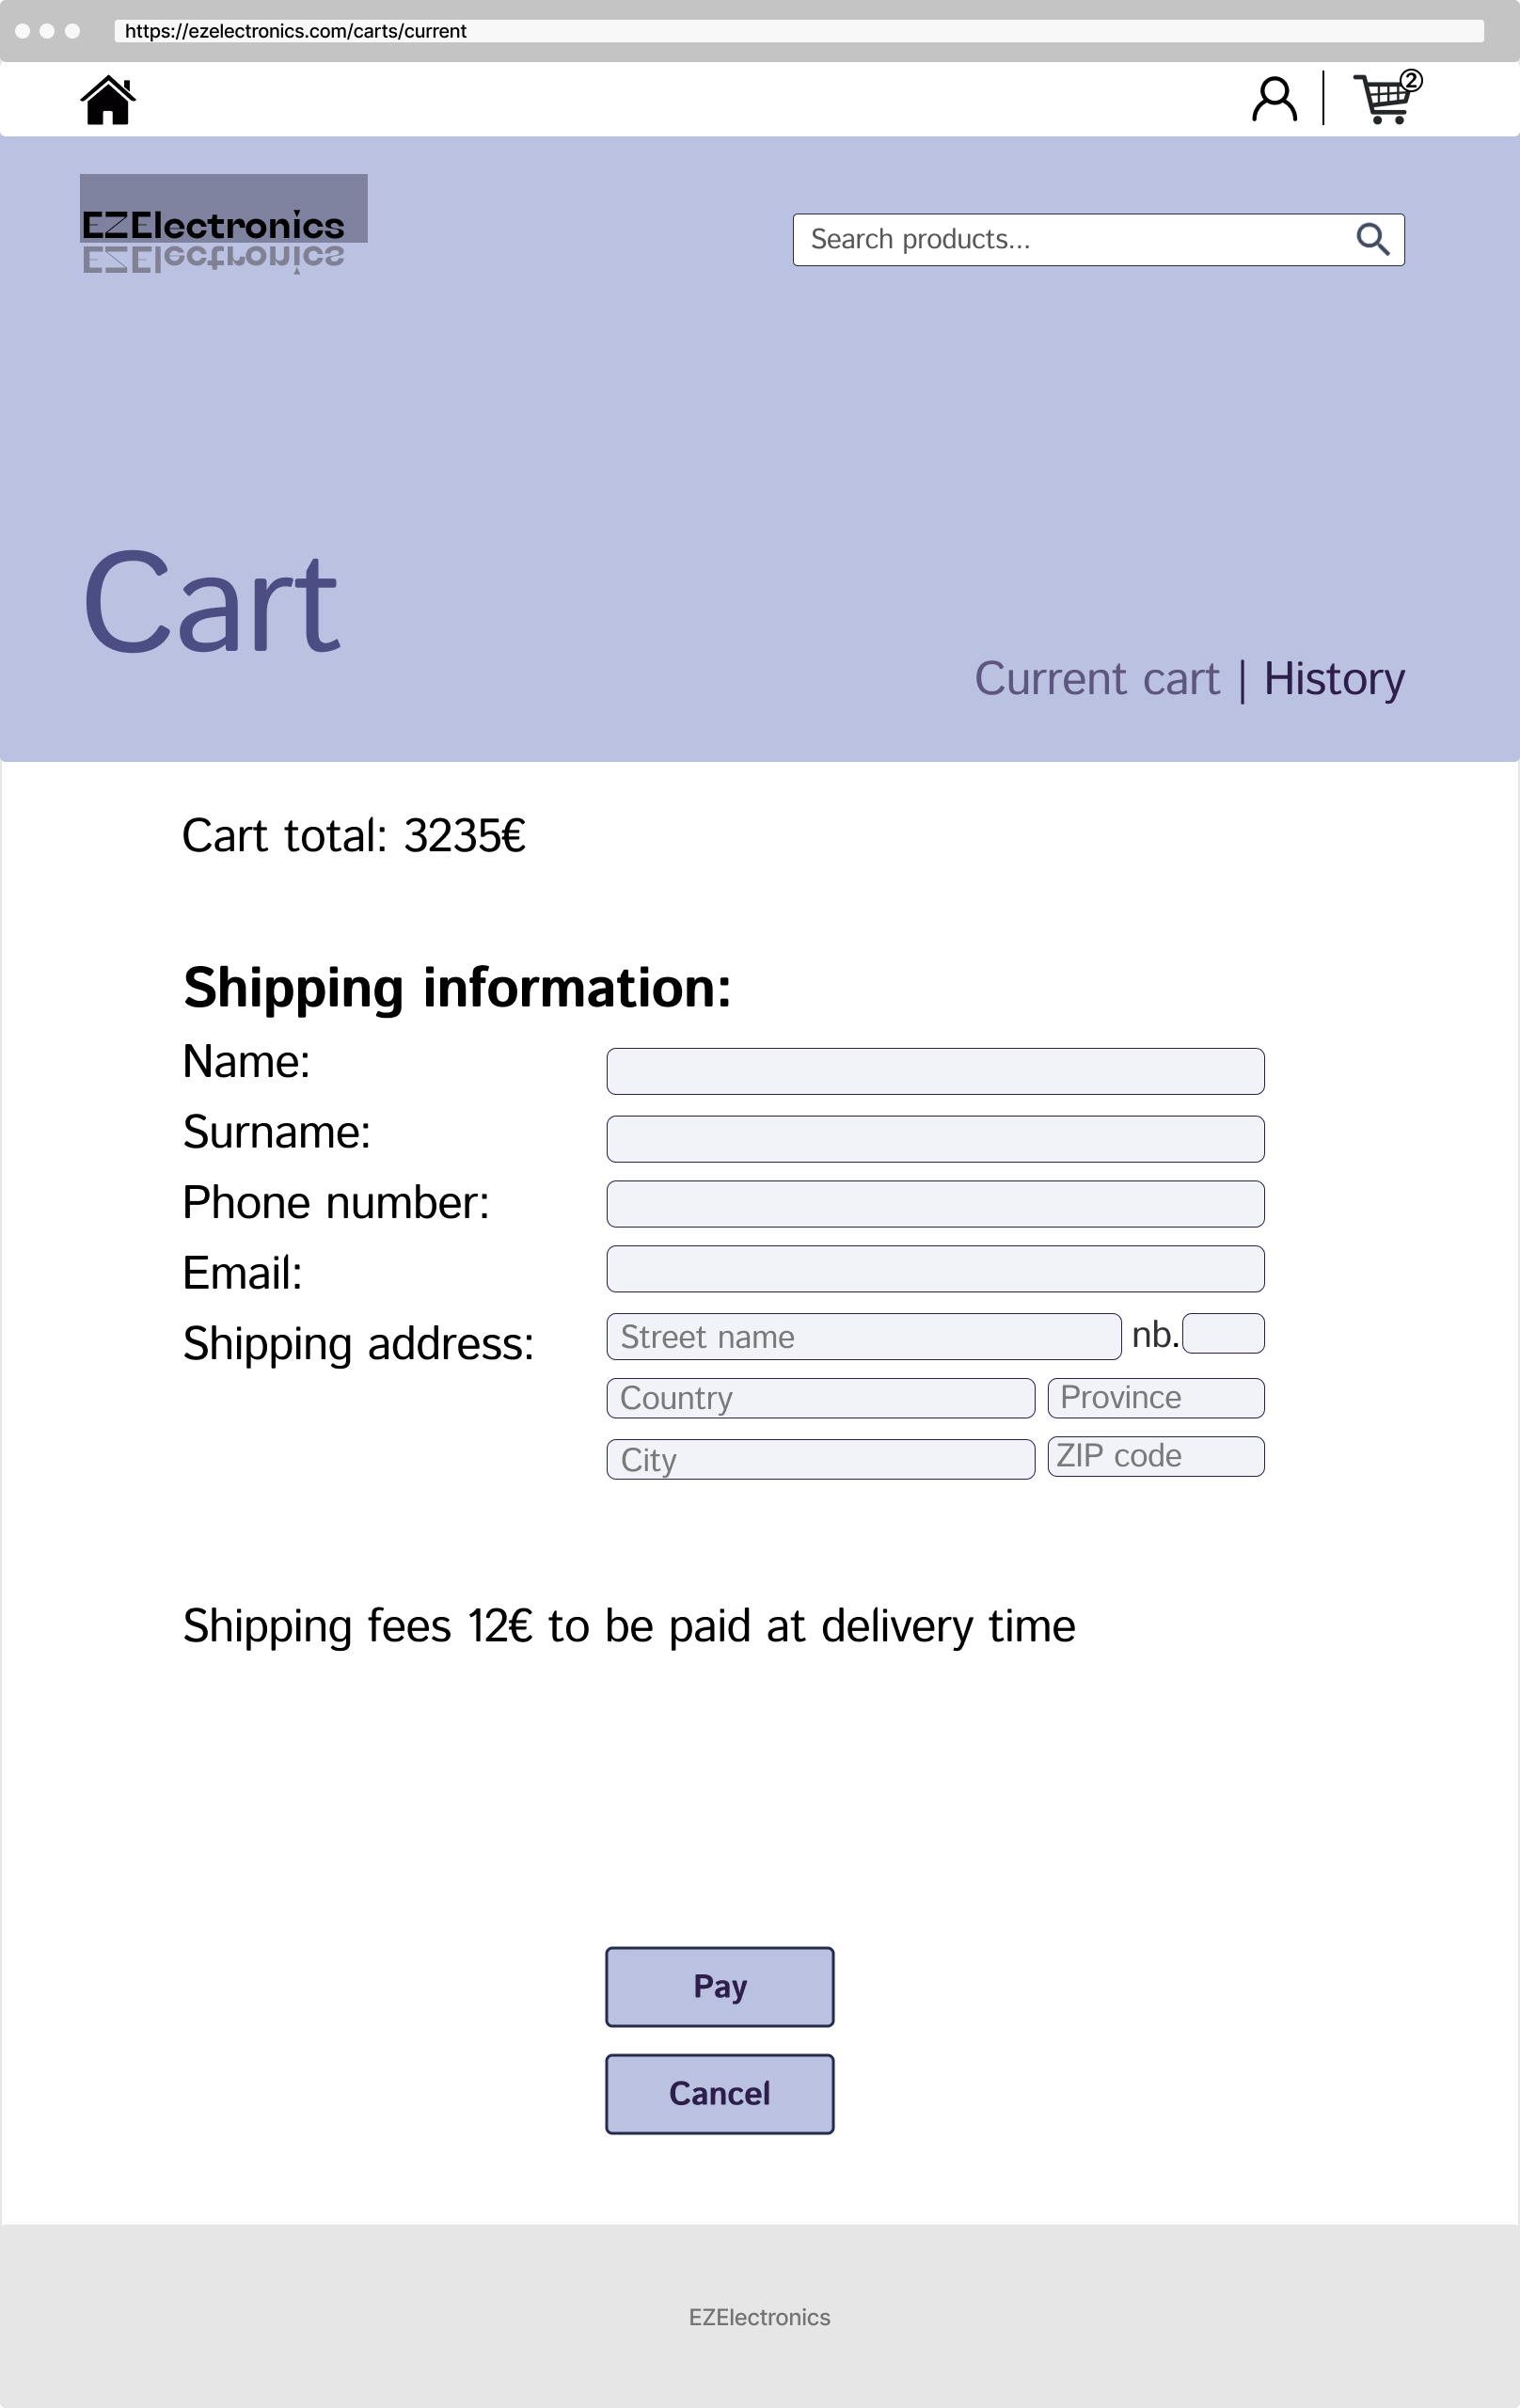 https://ezelectronics.com/carts/current
2
EZElectronics
EZElectronics
Search products...
Cart
Current cart | History
Cart total: 3235€
Shipping information:
Name:
Surname:
Phone number:
Email:
Shipping address: Street name nb.
Country Province
City ZIP code
Shipping fees 12€ to be paid at delivery time
Pay
Cancel
EZElectronics